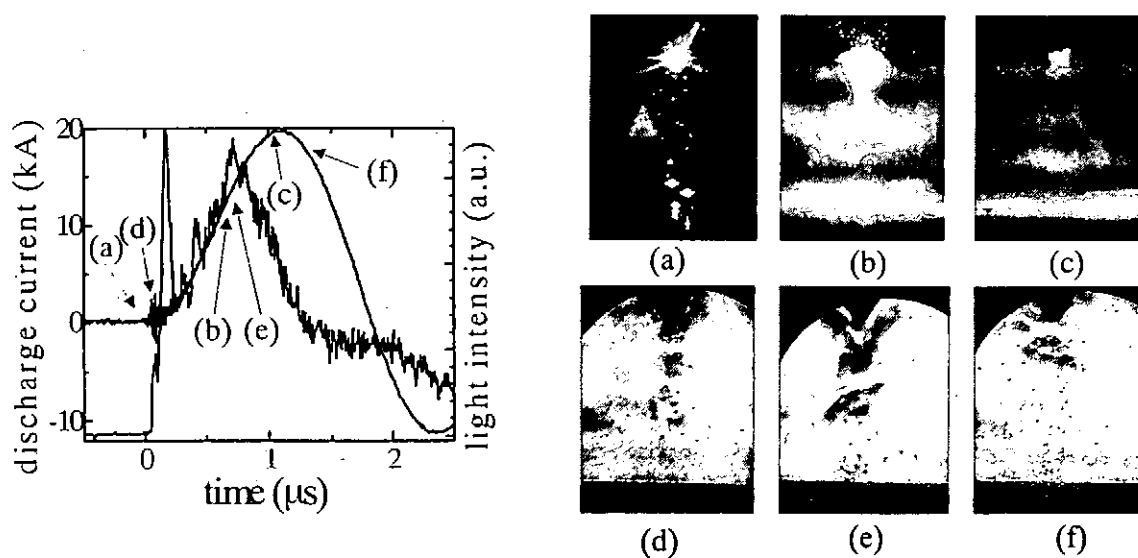 discharge current (kA)
20
10
0
-10
0
1
2
time (μs)
light intensity (a.u.)
(a)
(d)
(b)
(e)
(c)
(f)
(a)
(b)
(c)
(d)
(e)
(f)